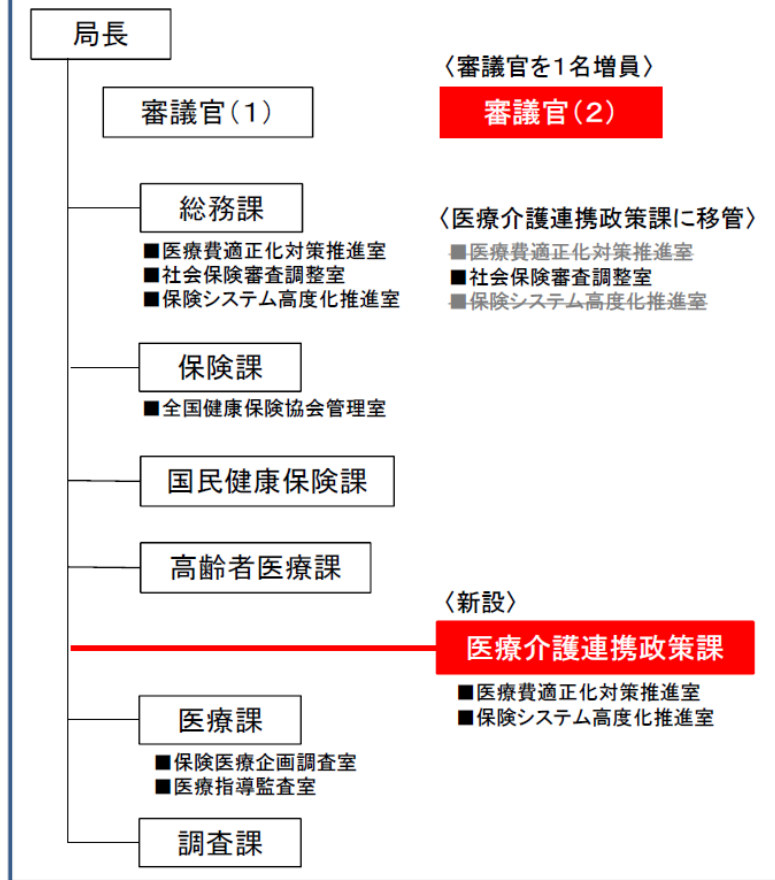 局長
〈審議官を1名増員〉
審議官(1)
審議官(2)
総務課
■医療費適正化対策推進室
■社会保険審査調整室
■保険システム高度化推進室
〈医療介護連携政策課に移管〉
■医療費適正化対策推進室
■社会保険審査調整室
■保険システム高度化推進室
保険課
■全国健康保険協会管理室
国民健康保険課
高齢者医療課
〈新設〉
医療介護連携政策課
■医療費適正化対策推進室
■保険システム高度化推進室
医療課
■保険医療企画調査室
■医療指導監査室
調査課